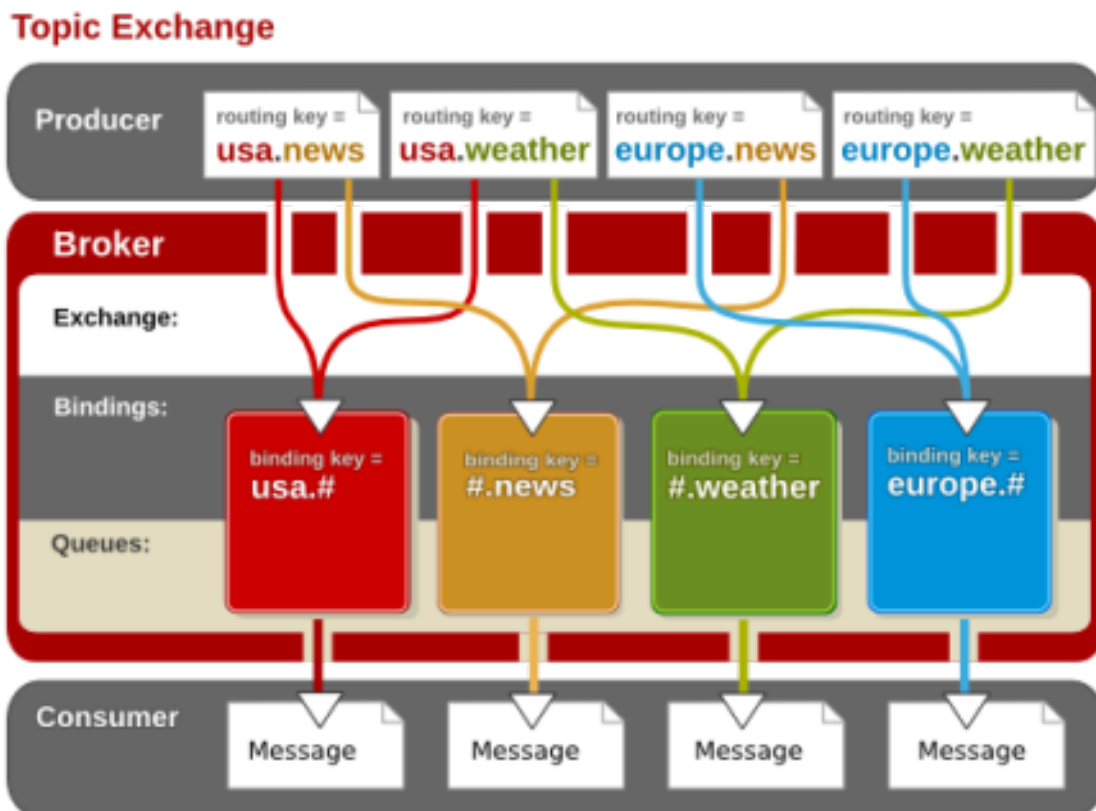 Topic Exchange
Producer
routing key =
usa.news
routing key =
usa.weather
routing key =
europe.news
routing key =
europe.weather
Broker
Exchange:
Bindings:
binding key =
usa.#
binding key =
#.news
binding key =
#.weather
binding key =
europe.#
Queues:
Consumer
Message
Message
Message
Message